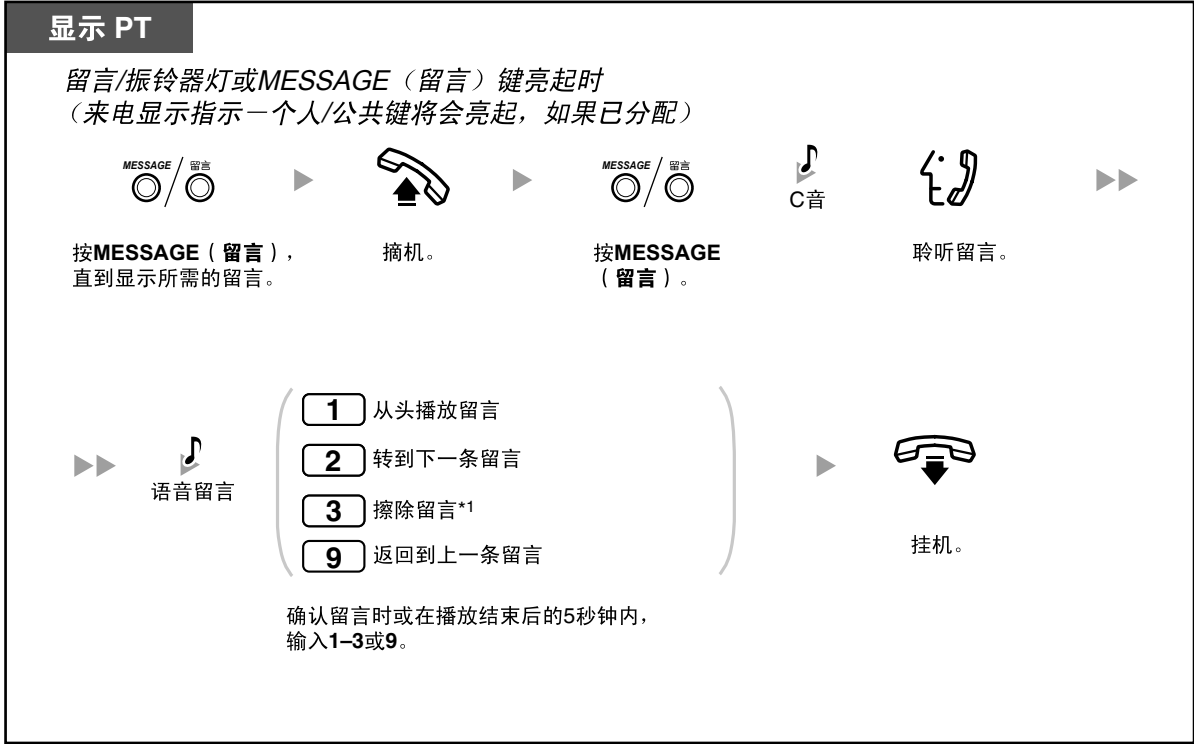 显示 PT
留言/振铃器灯或MESSAGE（留言）键亮起时
（来电显示指示－个人/公共键将会亮起，如果已分配）
MESSAGE / 留言
MESSAGE / 留言
C音
按MESSAGE（留言），
直到显示所需的留言。
摘机。
按MESSAGE
（留言）。
聆听留言。
语音留言
1 从头播放留言
2 转到下一条留言
3 擦除留言*1
9 返回到上一条留言
挂机。
确认留言时或在播放结束后的5秒钟内，
输入1–3或9。